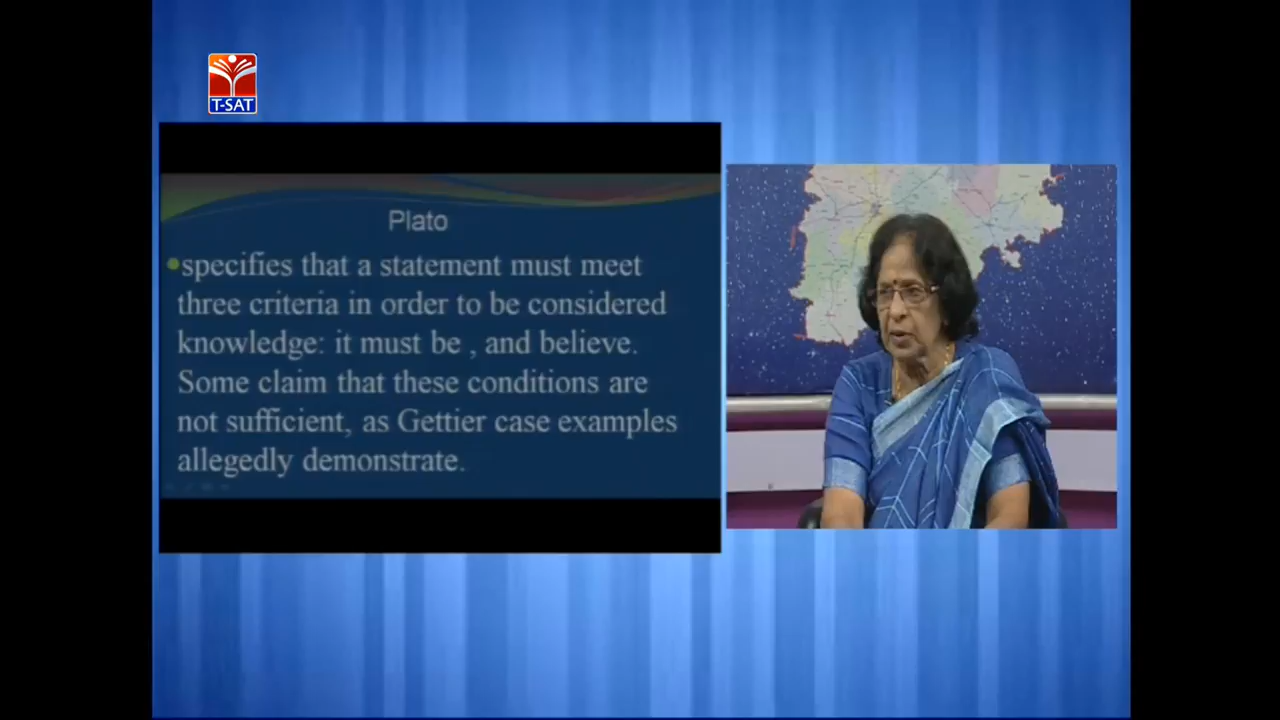 T-SAT
Plato
specifies that a statement must meet
three criteria in order to be considered
knowledge: it must be , and believe.
Some claim that these conditions are
not sufficient, as Gettier case examples
allegedly demonstrate.